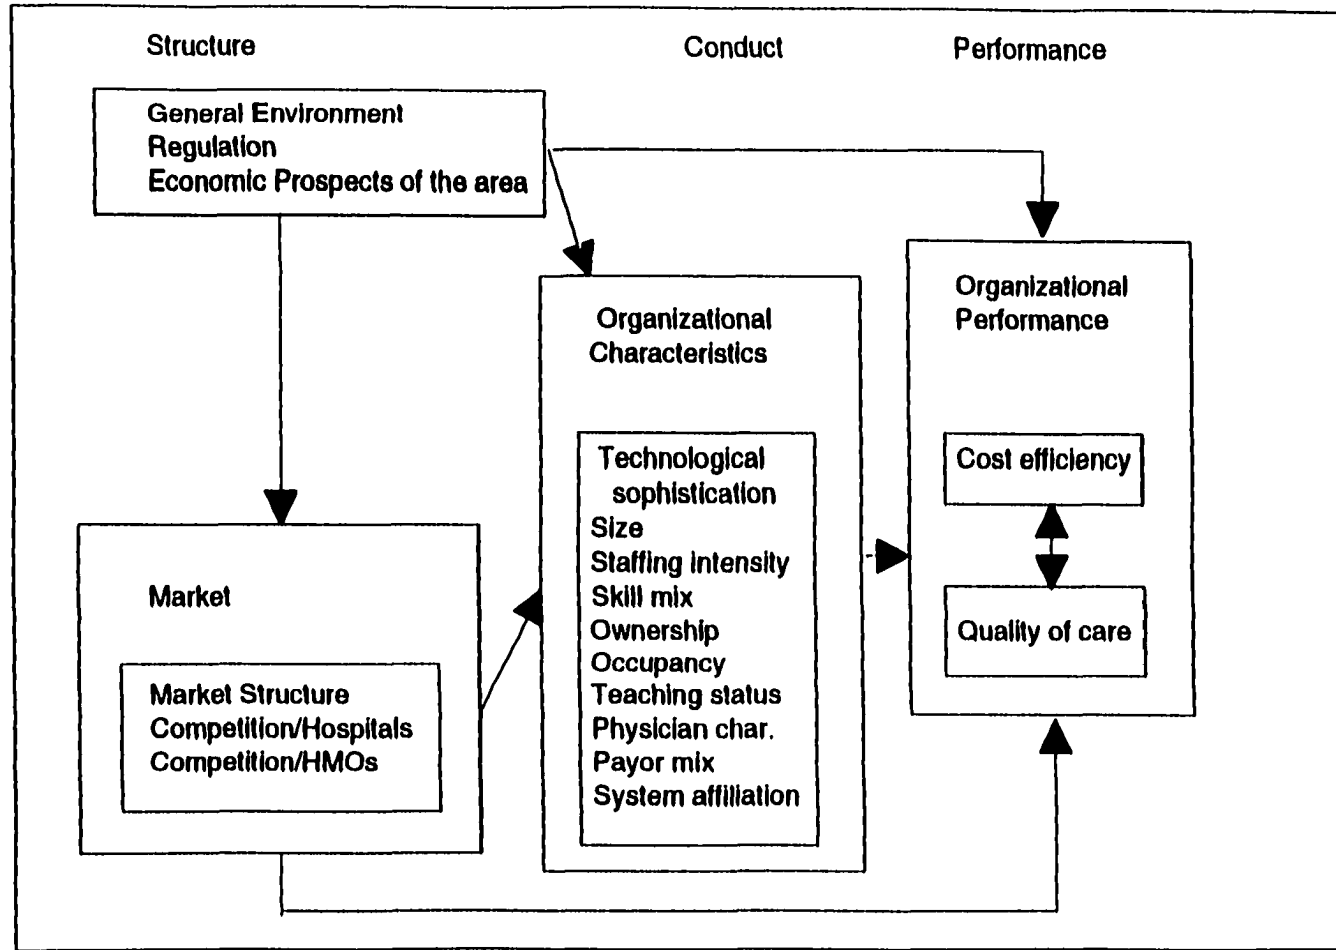 Structure
Conduct
Performance
General Environment
Regulation
Economic Prospects of the area
Market
Market Structure
Competition/Hospitals
Competition/HMOs
Organizational
Characteristics
Technological
sophistication
Size
Staffing intensity
Skill mix
Ownership
Occupancy
Teaching status
Physician char.
Payor mix
System affiliation
Organizational
Performance
Cost efficiency
Quality of care